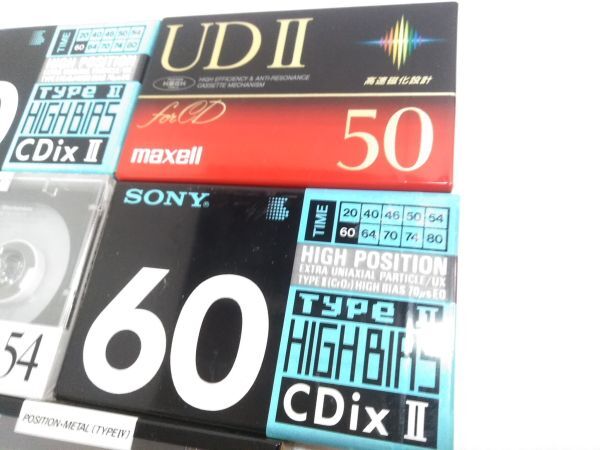 TIME 20 40 46 50 54
60 64 70 74 80
HIGH POSITION
TYPE II
HIGH BIAS
CDix II
UD II
HIGH EFFICIENCY & ANTI-RESONANCE
CASSETTE MECHANISM
高速磁化設計
for CD
maxell
50
SONY
60
TIME
20 40 46 50 54
60 64 70 74 80
HIGH POSITION
EXTRA UNIAXIAL PARTICLE/UX
TYPE II (CrO2) HIGH BIAS 70μs EQ
TYPE II
HIGH BIAS
CDix II
54
POSITION·METAL (TYPE IV)